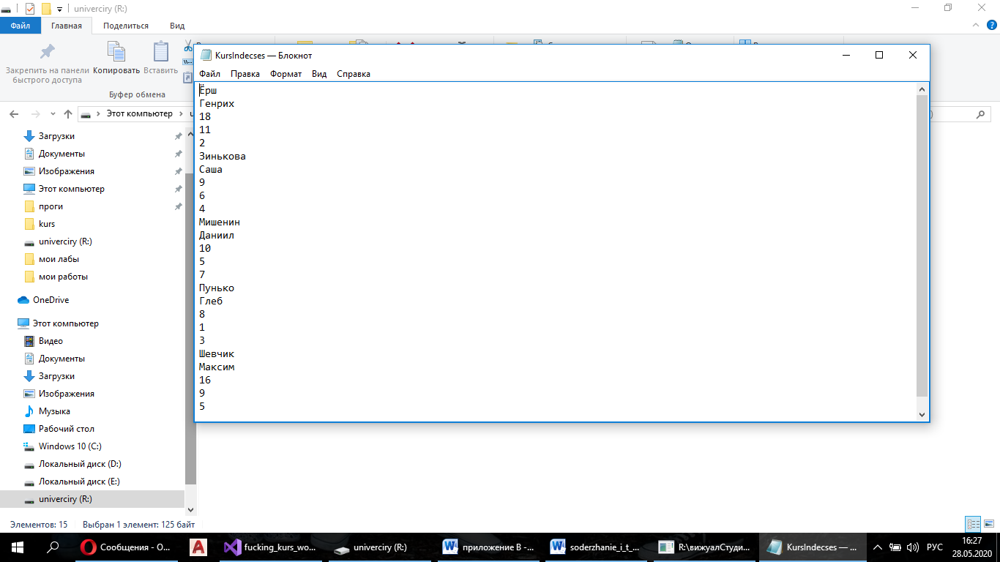 univerciry (R:)
Файл Главная Поделиться Вид
Закрепить на панели быстрого доступа
Копировать
Вставить
Буфер обмена
KursIndecses — Блокнот
Файл Правка Формат Вид Справка
Ёрш
Генрих
18
11
2
Зинькова
Саша
9
6
4
Мишенин
Даниил
10
5
7
Пунько
Глеб
8
1
3
Шевчик
Максим
16
9
5
Этот компьютер
Загрузки
Документы
Изображения
Этот компьютер
проги
kurs
univerciry (R:)
мои лабы
мои работы
OneDrive
Этот компьютер
Видео
Документы
Загрузки
Изображения
Музыка
Рабочий стол
Windows 10 (C:)
Локальный диск (D:)
Локальный диск (E:)
univerciry (R:)
Элементов: 15 Выбран 1 элемент: 125 байт
Сообщения - О...
fucking_kurs_wo...
univerciry (R:)
приложение В -...
soderzhanie_i_t_...
R:\вижуалСтуди...
KursIndecses — ...
РУС
16:27
28.05.2020